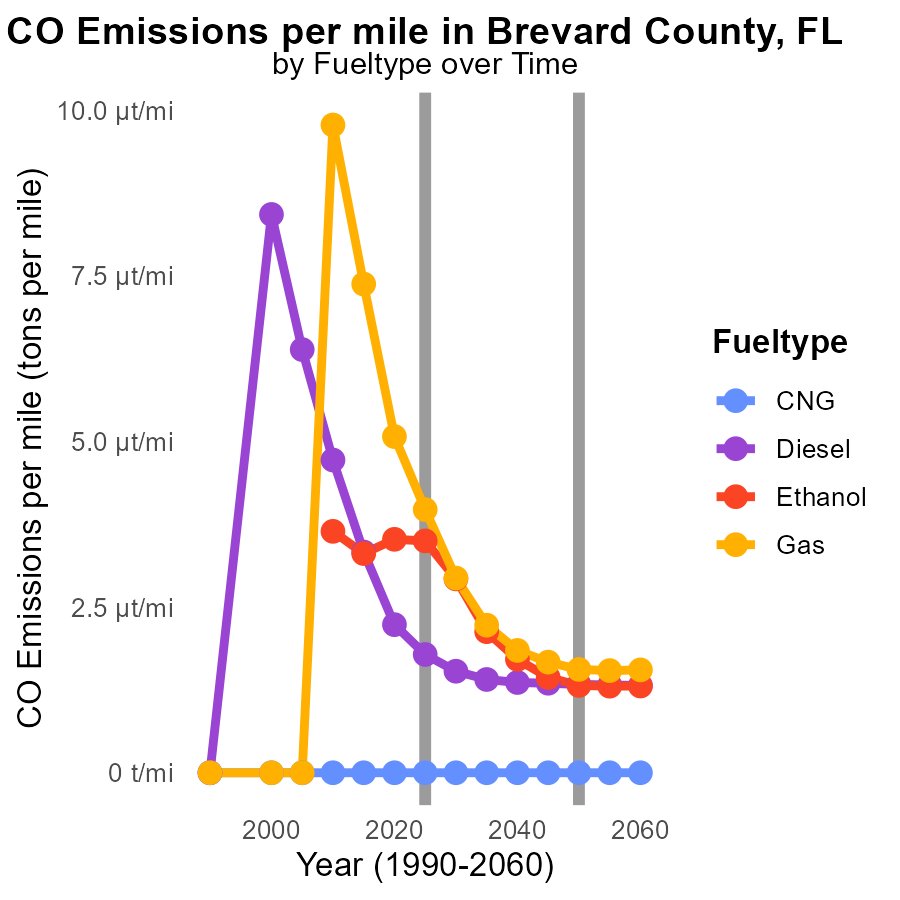 CO Emissions per mile in Brevard County, FL
by Fueltype over Time
CO Emissions per mile (tons per mile)
10.0 µt/mi
7.5 µt/mi
5.0 µt/mi
2.5 µt/mi
0 t/mi
2000 2020 2040 2060
Year (1990-2060)
Fueltype
CNG
Diesel
Ethanol
Gas